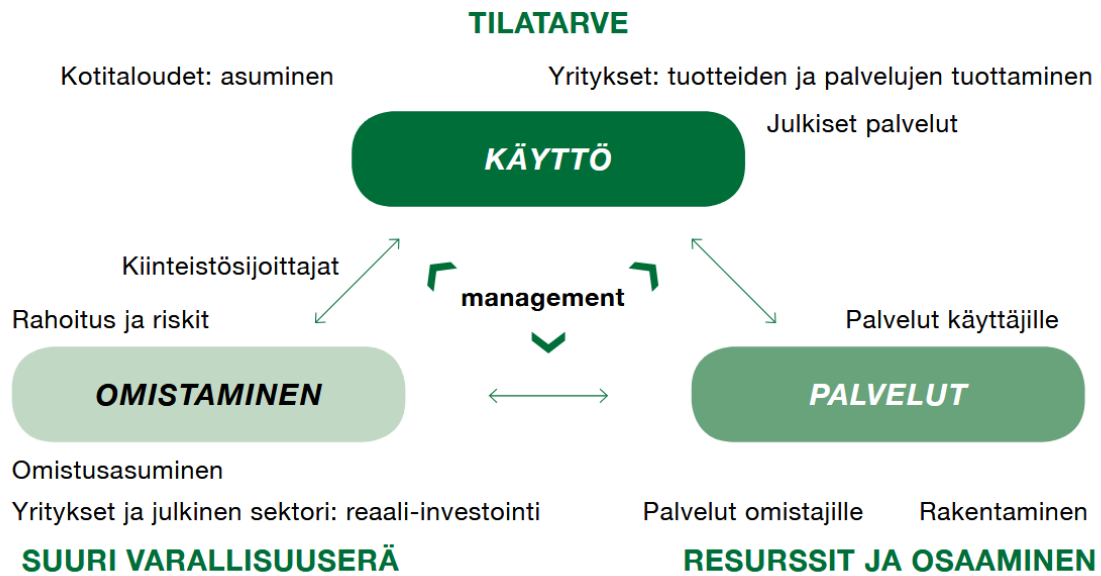 TILATARVE
Kotitaloudet: asuminen
Yritykset: tuotteiden ja palvelujen tuottaminen
Julkiset palvelut
KÄYTTÖ
Kiinteistösijoittajat
management
Rahoitus ja riskit
Palvelut käyttäjille
OMISTAMINEN
PALVELUT
Omistusasuminen
Yritykset ja julkinen sektori: reaali-investointi
Palvelut omistajille
Rakentaminen
SUURI VARALLISUUSERÄ
RESURSSIT JA OSAAMINEN